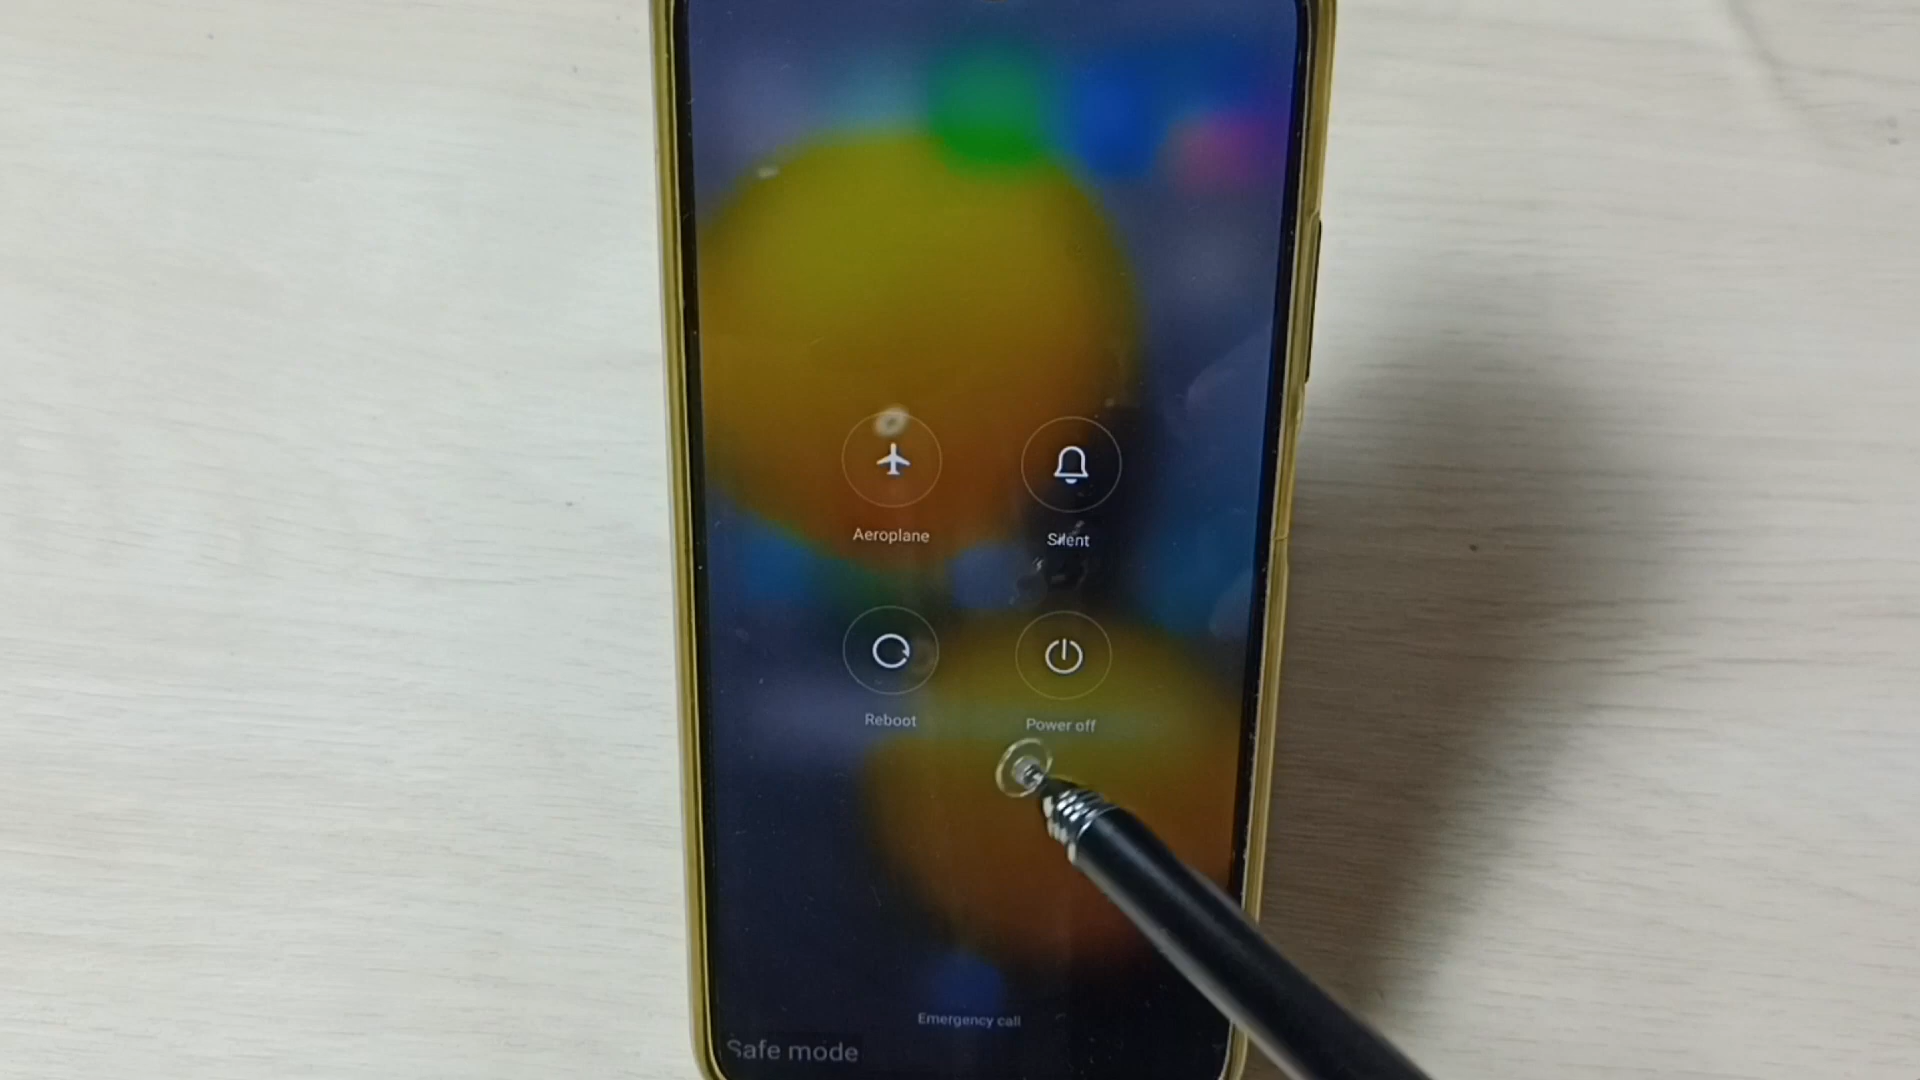 Aeroplane
Silent
Reboot
Power off
Emergency call
Safe mode